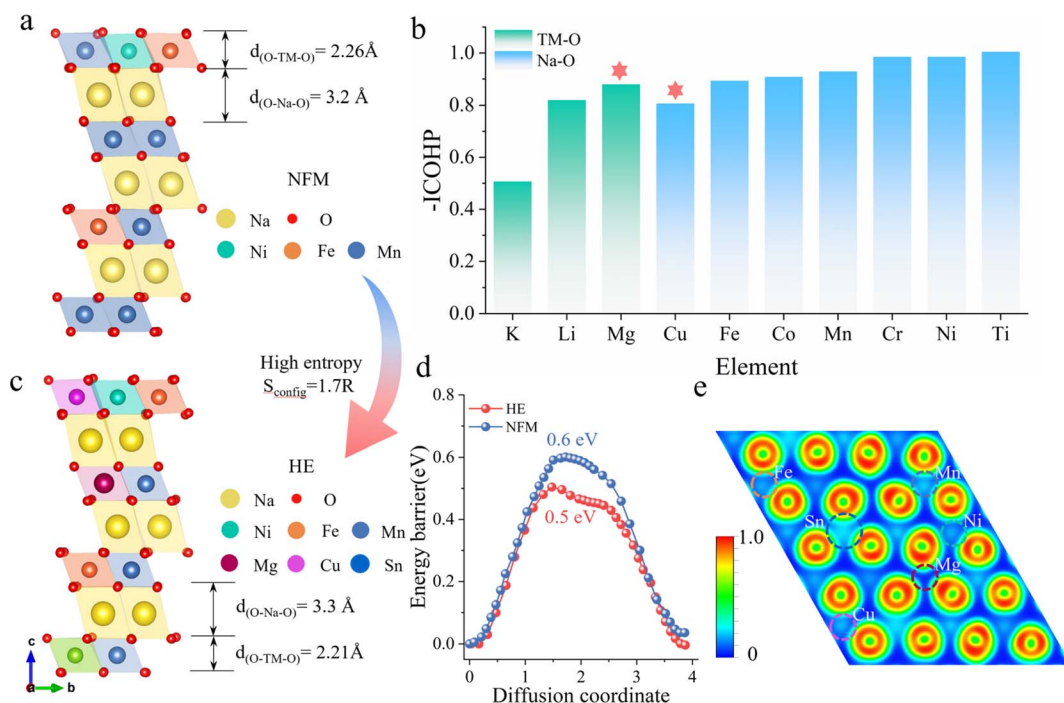 a
d(O-TM-O)= 2.26Å
d(O-Na-O)= 3.2 Å
NFM
Na O
Ni Fe Mn
b
TM-O
Na-O
-ICOHP
1.0
0.8
0.6
0.4
0.2
0.0
K Li Mg Cu Fe Co Mn Cr Ni Ti
Element
High entropy
Sconfig=1.7R
c
HE
Na O
Ni Fe Mn
Mg Cu Sn
d(O-Na-O)= 3.3 Å
d(O-TM-O)= 2.21Å
c
a b
d
HE
NFM
0.6 eV
0.5 eV
Energy barrier(eV)
0.8
0.6
0.4
0.2
0.0
0 1 2 3 4
Diffusion coordinate
e
1.0
0
Fe
Mn
Sn
Ni
Mg
Cu